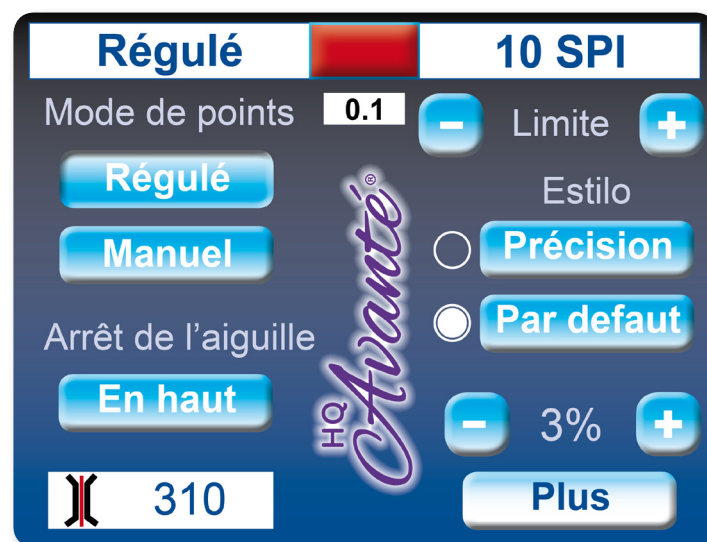 Régulé
10 SPI
Mode de points
0.1
Limite
Régulé
Manuel
Arrêt de l’aiguille
En haut
310
HQ Avanté®
Estilo
Précision
Par defaut
3%
Plus